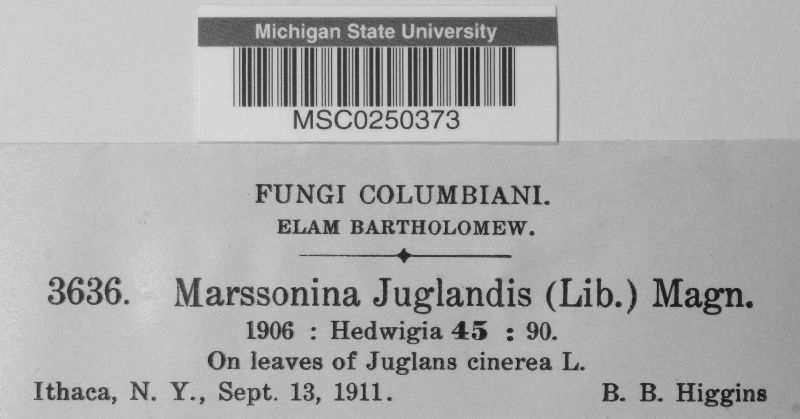 Michigan State University
MSC0250373
FUNGI COLUMBIANI.
ELAM BARTHOLOMEW.
3636. Marssonina Juglandis (Lib.) Magn.
1906 : Hedwigia 45 : 90.
On leaves of Juglans cinerea L.
Ithaca, N. Y., Sept. 13, 1911. B. B. Higgins